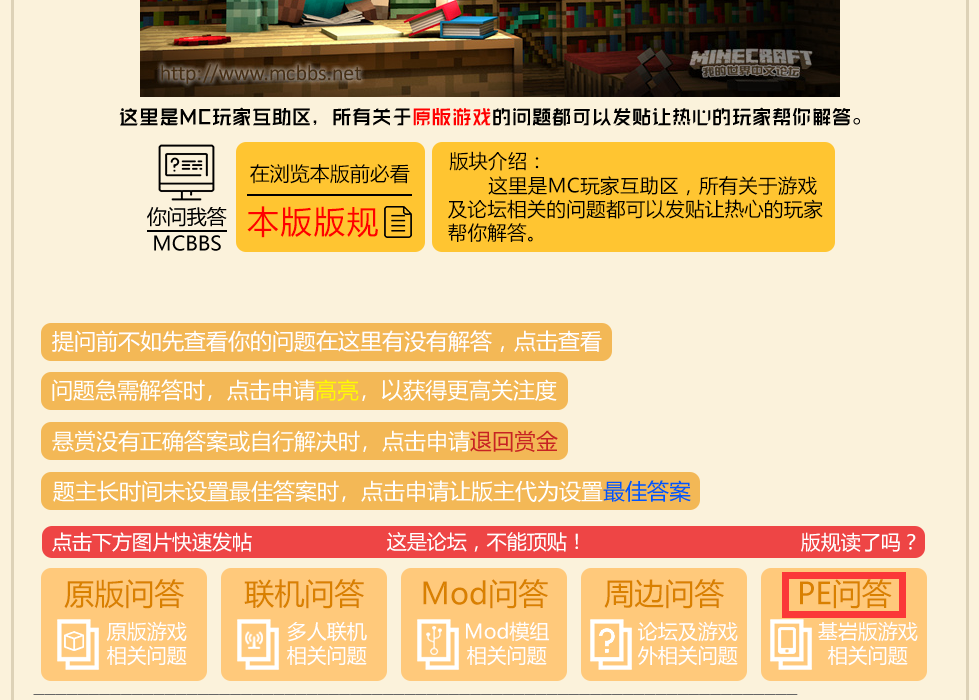 http://www.mcbbs.net
MINECRAFT
我的世界中文论坛
这里是MC玩家互助区，所有关于原版游戏的问题都可以发贴让热心的玩家帮你解答。
你问我答
MCBBS
在浏览本版前必看
本版版规
版块介绍：
这里是MC玩家互助区，所有关于游戏
及论坛相关的问题都可以发贴让热心的玩家
帮你解答。
提问前不如先查看你的问题在这里有没有解答，点击查看
问题急需解答时，点击申请高亮，以获得更高关注度
悬赏没有正确答案或自行解决时，点击申请退回赏金
题主长时间未设置最佳答案时，点击申请让版主代为设置最佳答案
点击下方图片快速发帖 这是论坛，不能顶贴！ 版规读了吗？
原版问答
原版游戏
相关问题
联机问答
多人联机
相关问题
Mod问答
Mod模组
相关问题
周边问答
论坛及游戏
外相关问题
PE问答
基岩版游戏
相关问题